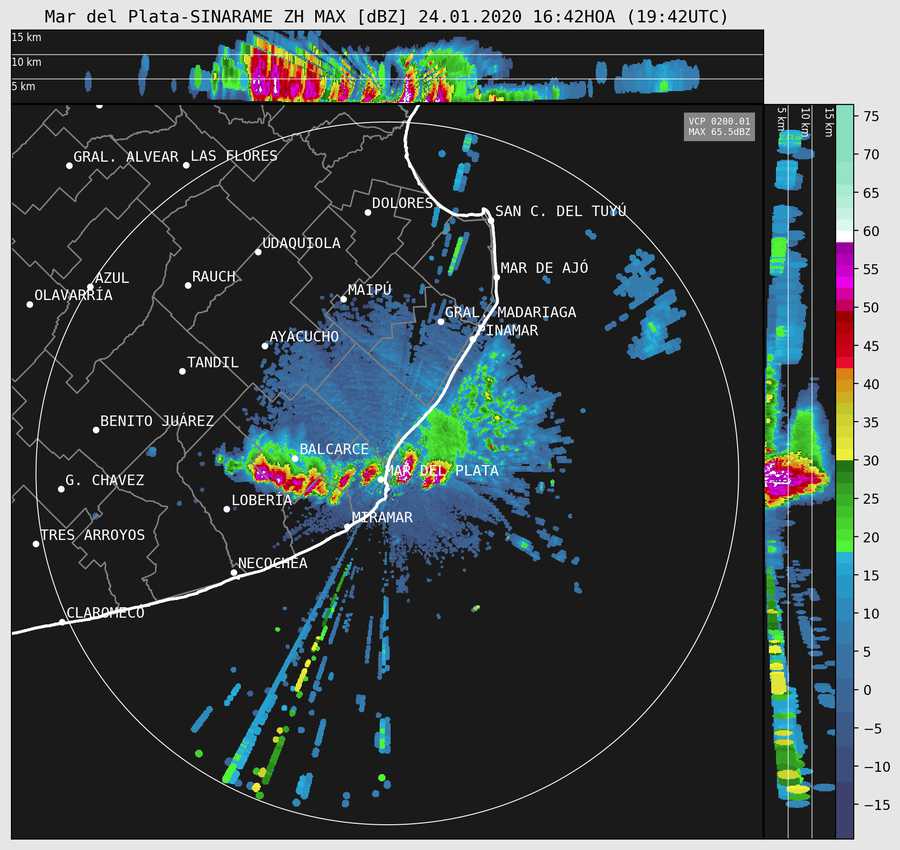 Mar del Plata-SINARAME ZH MAX [dBZ] 24.01.2020 16:42HOA (19:42UTC)
15 km
10 km
5 km
5 km
10 km
15 km
VCP 0200.01
MAX 65.5dBZ
GRAL. ALVEAR
LAS FLORES
DOLORES
SAN C. DEL TUYÚ
UDAQUIOLA
MAR DE AJÓ
AZUL
RAUCH
OLAVARRÍA
MAIPÚ
GRAL. MADARIAGA
PINAMAR
AYACUCHO
TANDIL
BENITO JUÁREZ
BALCARCE
MAR DEL PLATA
G. CHAVEZ
LOBERÍA
MIRAMAR
TRES ARROYOS
NECOCHEA
CLAROMECÓ
75
70
65
60
55
50
45
40
35
30
25
20
15
10
5
0
−5
−10
−15